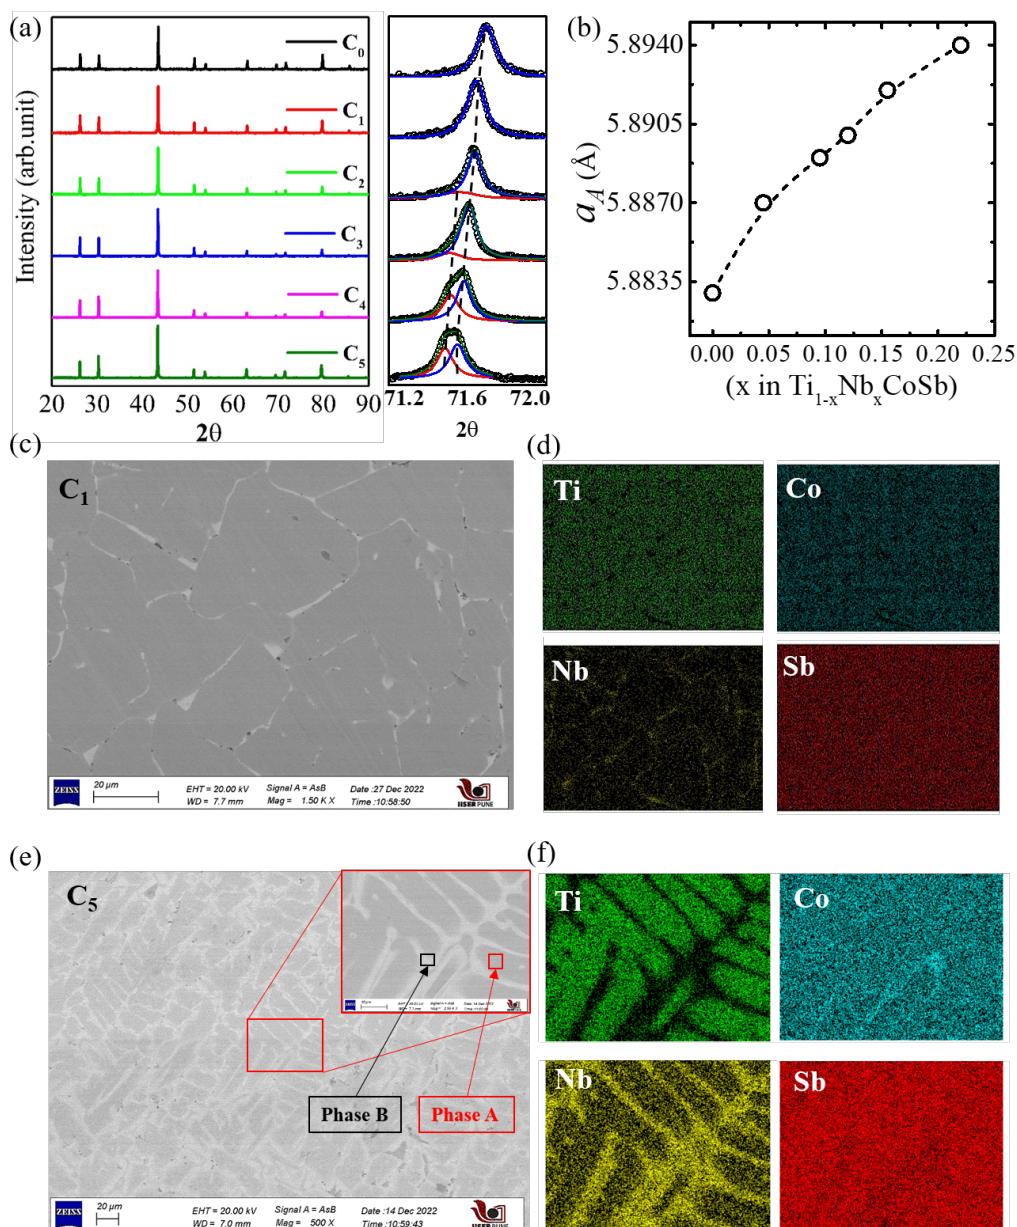 (a)
Intensity (arb.unit)
C0
C1
C2
C3
C4
C5
20 30 40 50 60 70 80 90
2θ
71.2 71.6 72.0
2θ
(b)
aA (Å)
5.8940
5.8905
5.8870
5.8835
0.00 0.05 0.10 0.15 0.20 0.25
(x in Ti1-xNbxCoSb)
(c)
C1
ZEISS
20 µm
EHT = 20.00 kV Signal A = AsB Date :27 Dec 2022
WD = 7.7 mm Mag = 1.50 K X Time :10:58:50
IISER PUNE
(d)
Ti
Co
Nb
Sb
(e)
C5
Phase B
Phase A
ZEISS
20 µm
EHT = 20.00 kV Signal A = AsB Date :14 Dec 2022
WD = 7.0 mm Mag = 500 X Time :10:59:43
IISER PUNE
(f)
Ti
Co
Nb
Sb